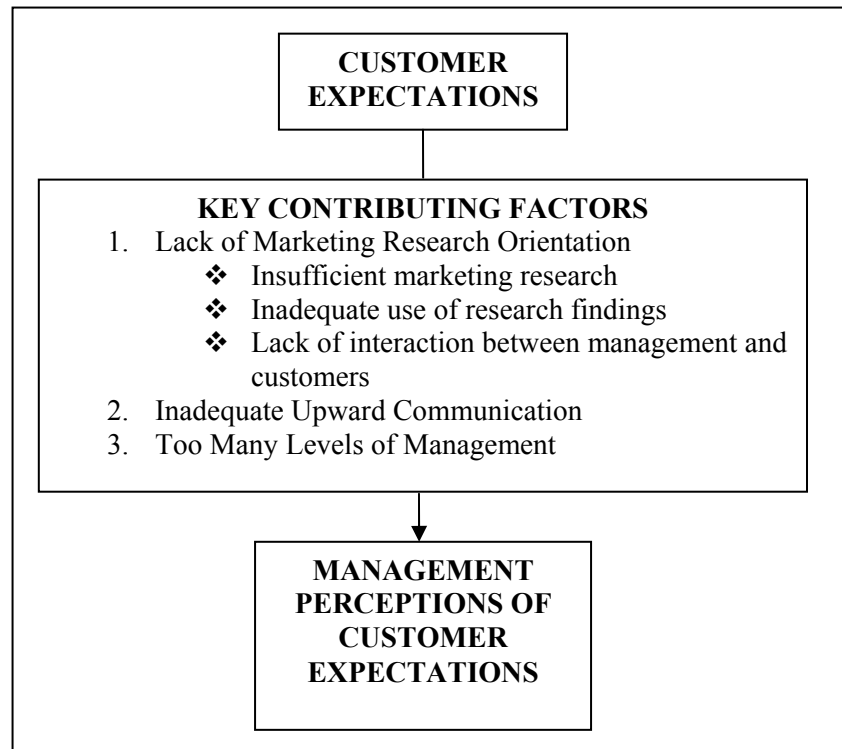 CUSTOMER
EXPECTATIONS
KEY CONTRIBUTING FACTORS
1. Lack of Marketing Research Orientation
❖ Insufficient marketing research
❖ Inadequate use of research findings
❖ Lack of interaction between management and
customers
2. Inadequate Upward Communication
3. Too Many Levels of Management
MANAGEMENT
PERCEPTIONS OF
CUSTOMER
EXPECTATIONS